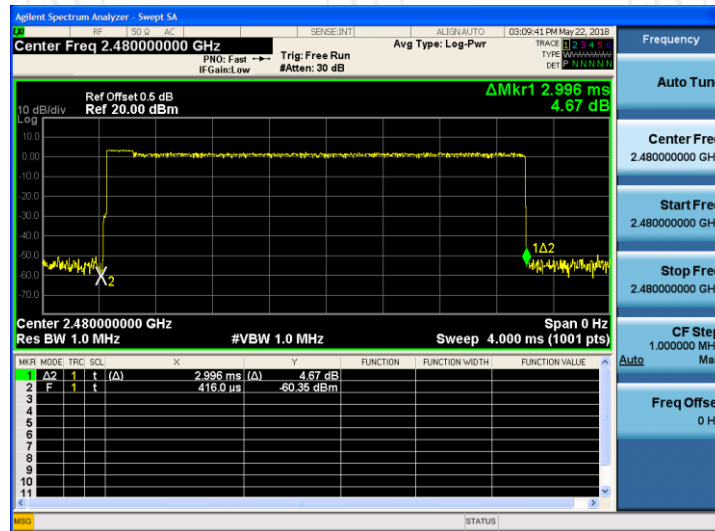 Agilent Spectrum Analyzer - Swept SA
RF 50 Ω AC SENSE:INT ALIGNAUTO 03:09:41 PM May 22, 2018
Center Freq 2.480000000 GHz
PNO: Fast
IFGain:Low
Trig: Free Run
#Atten: 30 dB
Avg Type: Log-Pwr
TRACE 1 2 3 4 5 6
TYPE
DET P N N N N N
ΔMkr1 2.996 ms
4.67 dB
Ref Offset 0.5 dB
Ref 20.00 dBm
10 dB/div
Log
10.0
0.00
-10.0
-20.0
-30.0
-40.0
-50.0
-60.0
-70.0
1Δ2
2
Center 2.480000000 GHz
Span 0 Hz
Res BW 1.0 MHz
#VBW 1.0 MHz
Sweep 4.000 ms (1001 pts)
MKR MODE TRC SCL X Y FUNCTION FUNCTION WIDTH FUNCTION VALUE
1 Δ2 1 t (Δ) 2.996 ms (Δ) 4.67 dB
2 F 1 t 416.0 µs -60.35 dBm
3
4
5
6
7
8
9
10
11
MSG
STATUS
Frequency
Auto Tun
Center Fre
2.480000000 GH
Start Fre
2.480000000 GH
Stop Fre
2.480000000 GH
CF Step
1.000000 MH
Auto Ma
Freq Offse
0 H